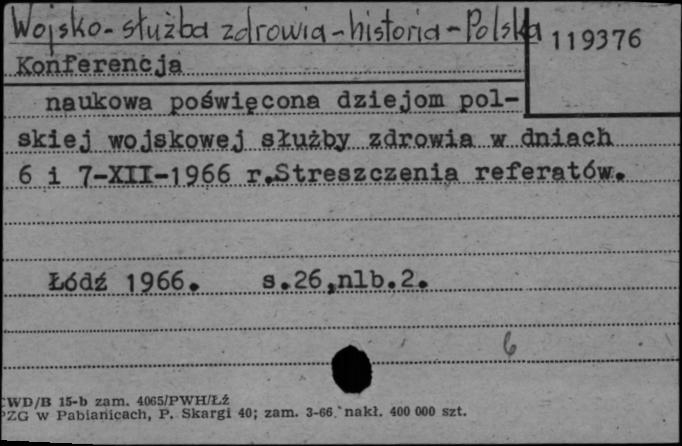 Wojsko - służba zdrowia - historia - Polska
119376
Konferencja
naukowa poświęcona dziejom pol-
skiej wojskowej służby zdrowia w dniach
6 i 7-XII-1966 r.Streszczenia referatów.
Łódź 1966. s.26,nlb.2.
6
CWD/B 15-b zam. 4065/PWH/Łź
PZG w Pabianicach, P. Skargi 40; zam. 3-66 nakł. 400 000 szt.